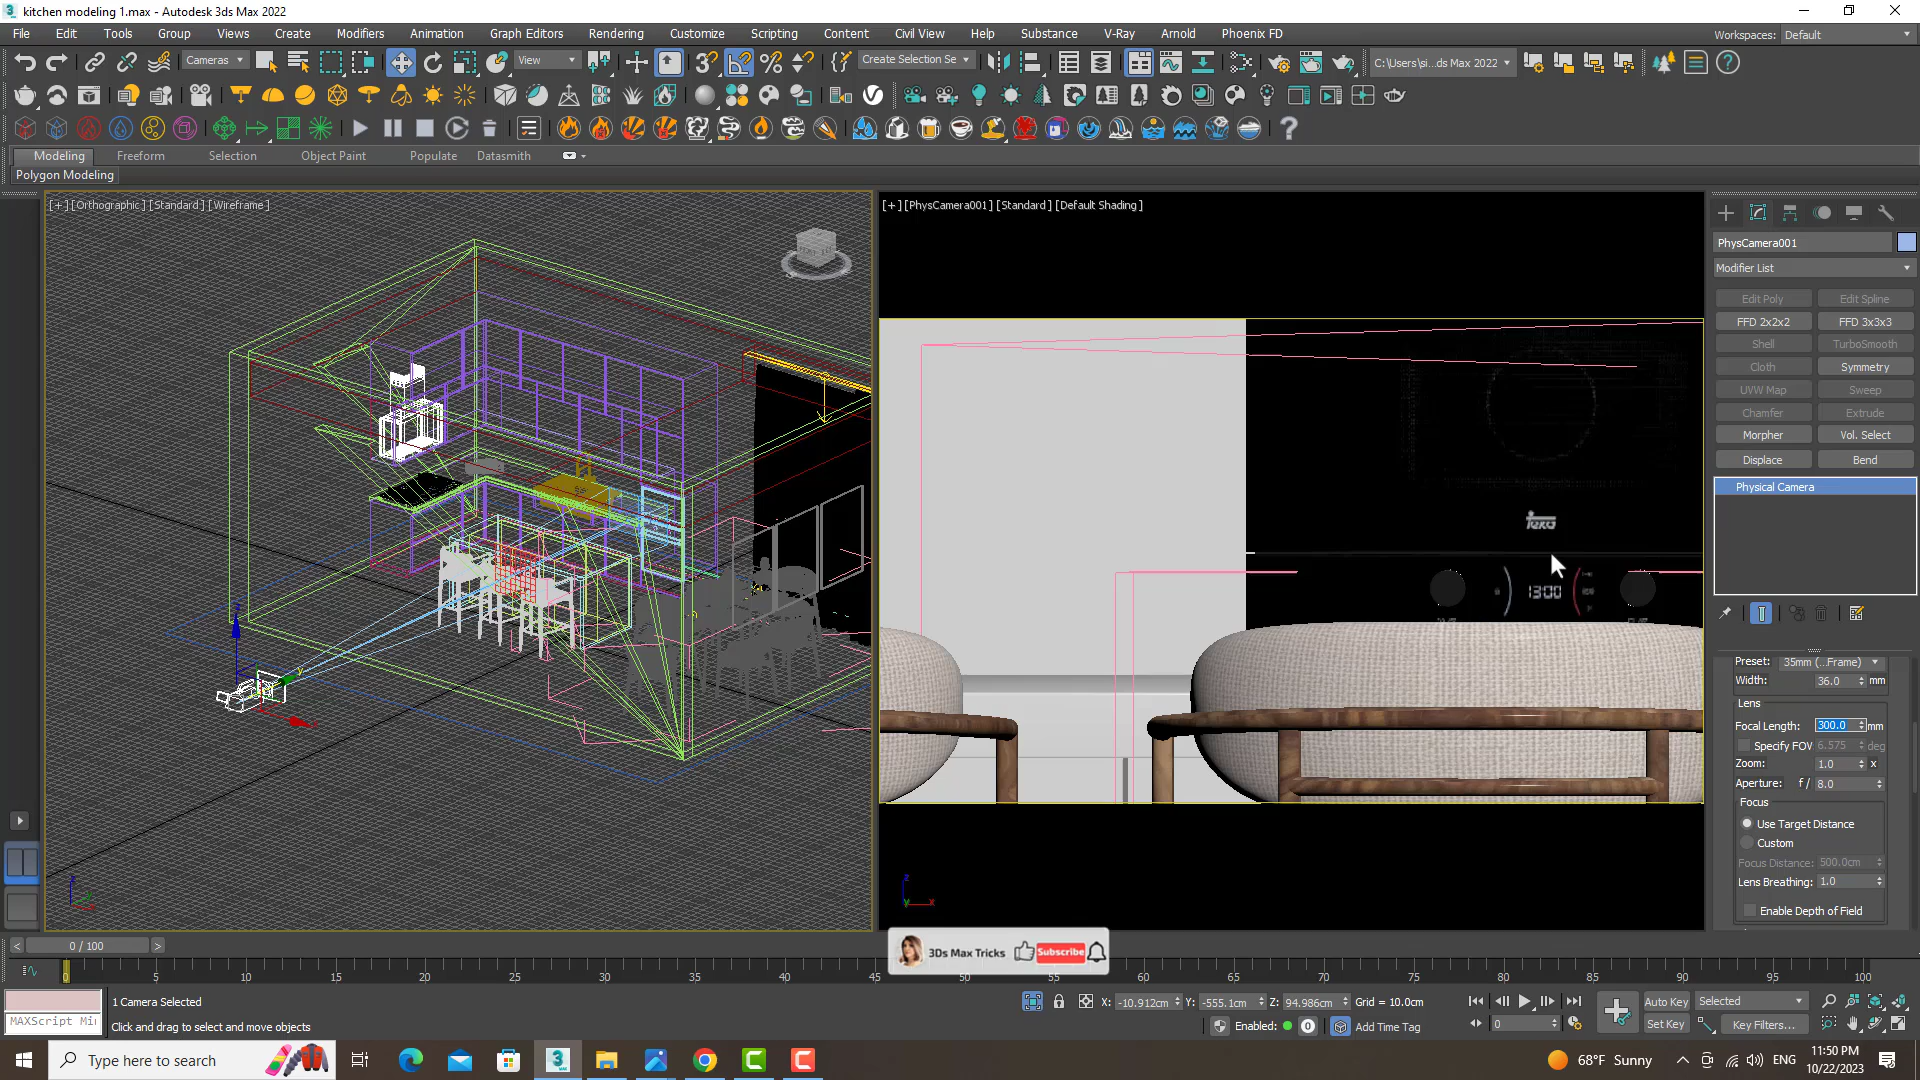 kitchen modeling 1.max - Autodesk 3ds Max 2022
File Edit Tools Group Views Create Modifiers Animation Graph Editors Rendering Customize Scripting Content Civil View Help Substance V-Ray Arnold Phoenix FD
Workspaces: Default
Cameras View Create Selection Se C:\Users\si...ds Max 2022
Modeling Freeform Selection Object Paint Populate Datasmith
Polygon Modeling
[+] [Orthographic] [Standard] [Wireframe]
[+] [PhysCamera001] [Standard] [Default Shading]
PhysCamera001
Modifier List
Edit Poly Edit Spline
FFD 2x2x2 FFD 3x3x3
Shell TurboSmooth
Cloth Symmetry
UVW Map Sweep
Chamfer Extrude
Morpher Vol. Select
Displace Bend
Physical Camera
teka
1300
Preset: 35mm (...Frame)
Width: 36.0 mm
Lens
Focal Length: 300.0 mm
Specify FOV 6.575 deg
Zoom: 1.0 x
Aperture: f / 8.0
Focus
Use Target Distance
Custom
Focus Distance: 500.0cm
Lens Breathing: 1.0
Enable Depth of Field
z
x
y
0 / 100
3Ds Max Tricks Subscribe
0 5 10 15 20 25 30 35 40 45 50 55 60 65 70 75 80 85 90 95 100
1 Camera Selected
X: -10.912cm Y: -555.1cm Z: 94.986cm Grid = 10.0cm
Auto Key Selected
MAXScript Mi
Click and drag to select and move objects
Enabled: 0 Add Time Tag
0
Set Key Key Filters...
Type here to search
68°F Sunny
ENG
11:50 PM
10/22/2023